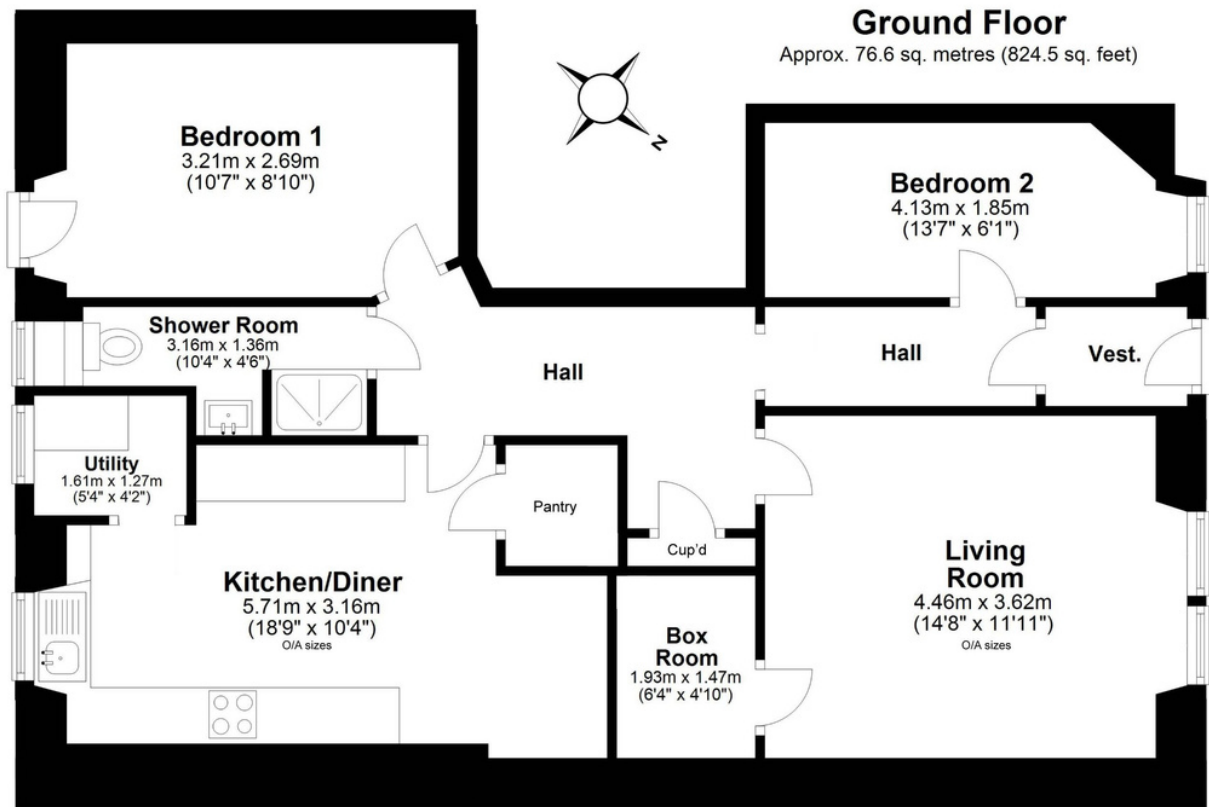 Ground Floor
Approx. 76.6 sq. metres (824.5 sq. feet)
Bedroom 1
3.21m x 2.69m
(10'7" x 8'10")
N
Bedroom 2
4.13m x 1.85m
(13'7" x 6'1")
Shower Room
3.16m x 1.36m
(10'4" x 4'6")
Hall
Hall
Vest.
Utility
1.61m x 1.27m
(5'4" x 4'2")
Pantry
Cup'd
Kitchen/Diner
5.71m x 3.16m
(18'9" x 10'4")
O/A sizes
Box
Room
1.93m x 1.47m
(6'4" x 4'10")
Living
Room
4.46m x 3.62m
(14'8" x 11'11")
O/A sizes